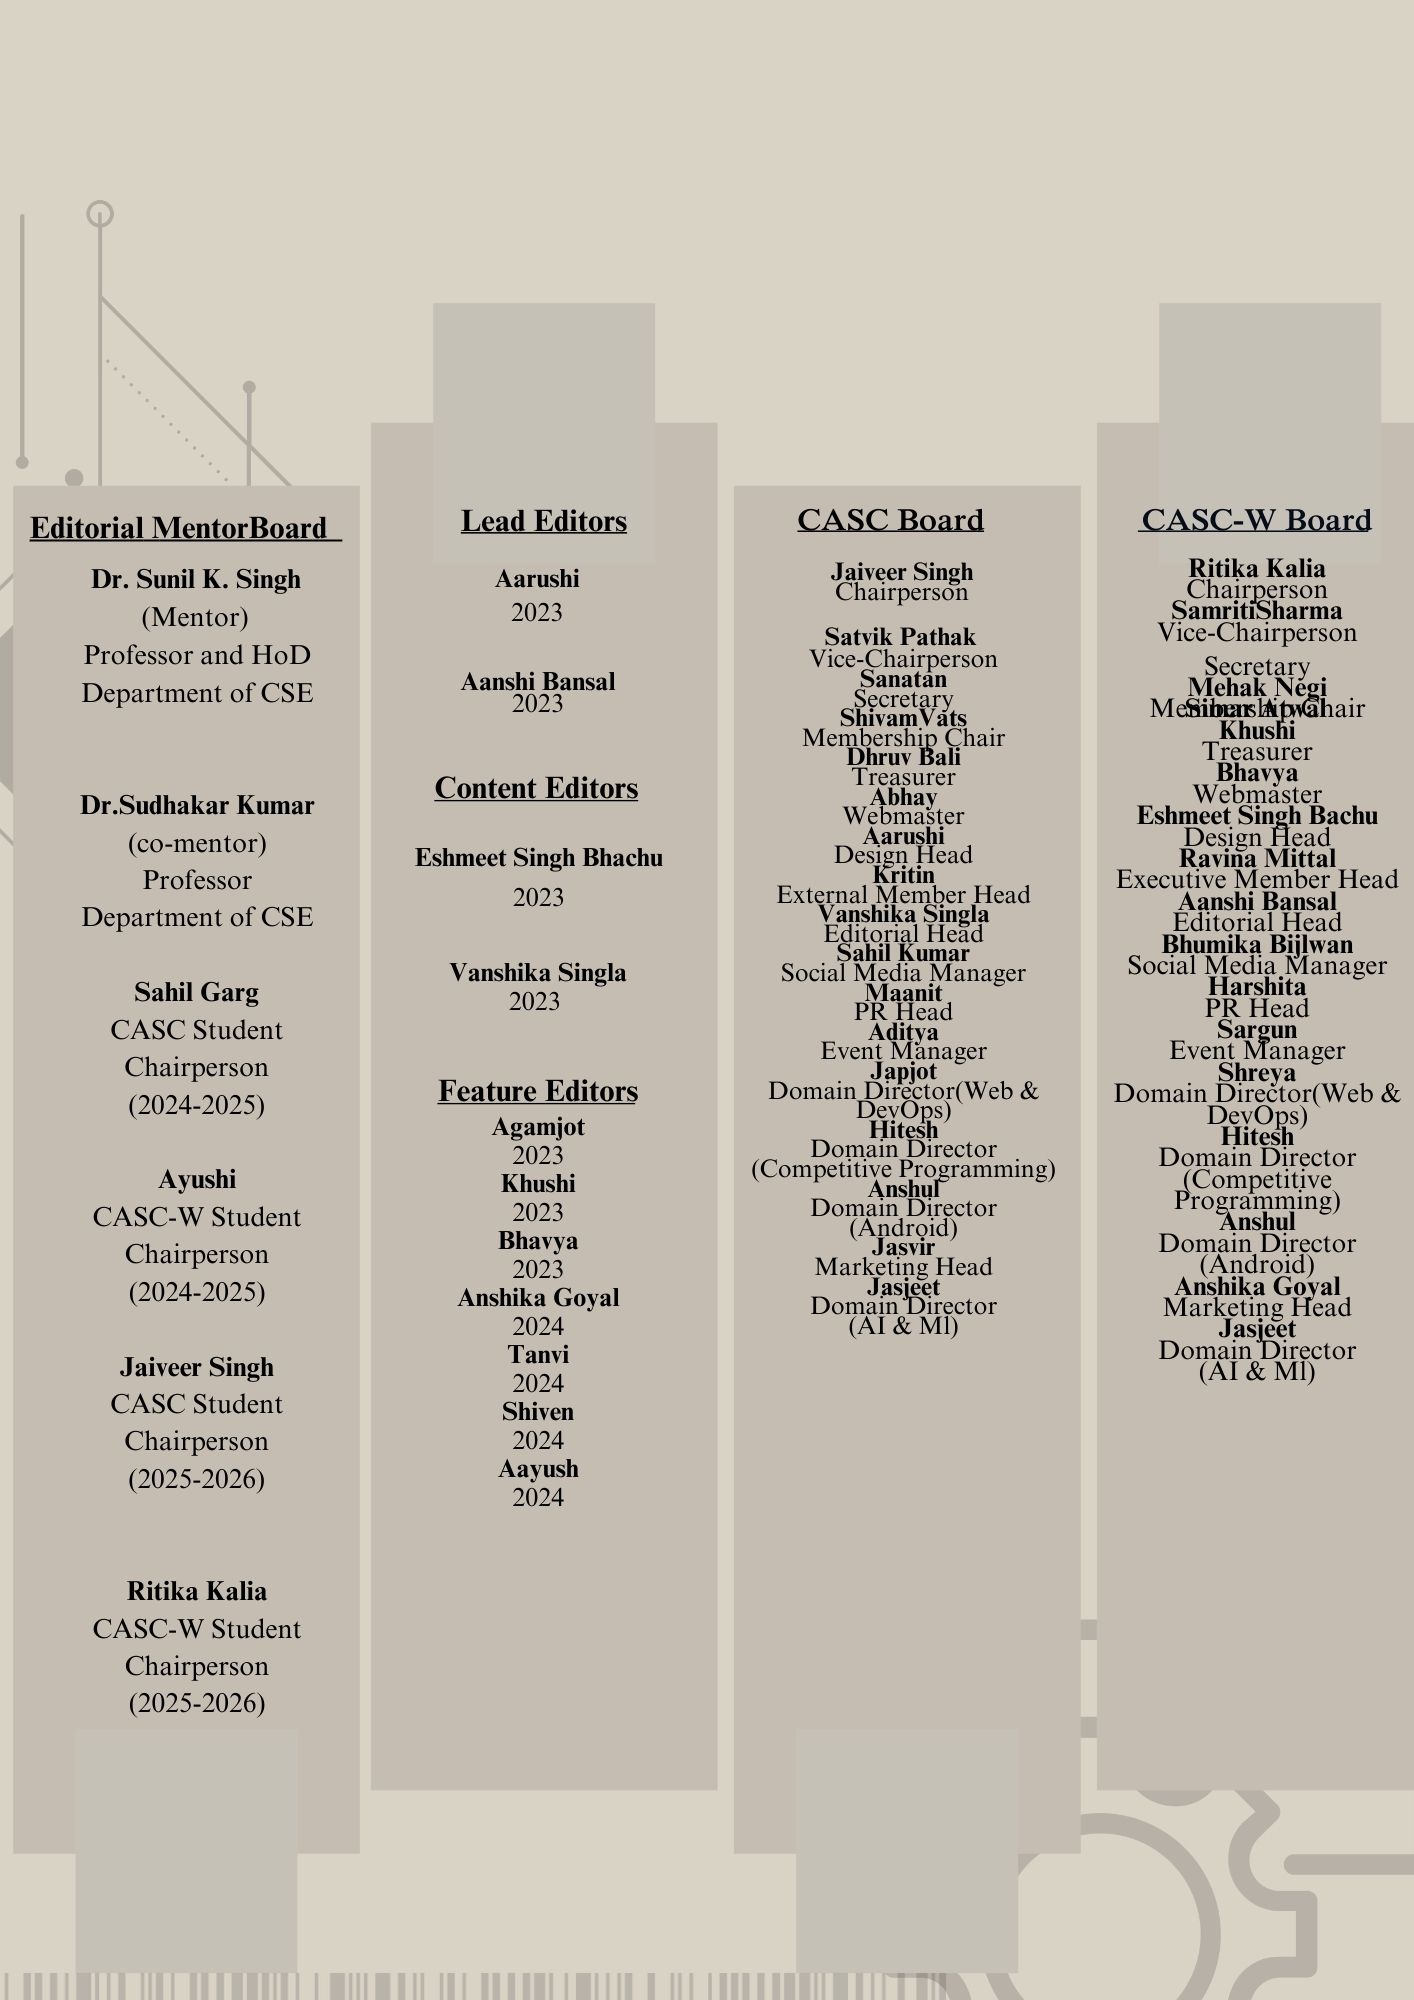 Editorial MentorBoard
Dr. Sunil K. Singh
(Mentor)
Professor and HoD
Department of CSE
Dr.Sudhakar Kumar
(co-mentor)
Professor
Department of CSE
Sahil Garg
CASC Student
Chairperson
(2024-2025)
Ayushi
CASC-W Student
Chairperson
(2024-2025)
Jaiveer Singh
CASC Student
Chairperson
(2025-2026)
Ritika Kalia
CASC-W Student
Chairperson
(2025-2026)
Lead Editors
Aarushi
2023
Aanshi Bansal
2023
Content Editors
Eshmeet Singh Bhachu
2023
Vanshika Singla
2023
Feature Editors
Agamjot
2023
Khushi
2023
Bhavya
2023
Anshika Goyal
2024
Tanvi
2024
Shiven
2024
Aayush
2024
CASC Board
Jaiveer Singh
Chairperson
Satvik Pathak
Vice-Chairperson
Sanatan
Secretary
ShivamVats
Membership Chair
Dhruv Bali
Treasurer
Abhay
Webmaster
Aarushi
Design Head
Kritin
External Member Head
Vanshika Singla
Editorial Head
Sahil Kumar
Social Media Manager
Maanit
PR Head
Aditya
Event Manager
Japjot
Domain Director(Web &
DevOps)
Hitesh
Domain Director
(Competitive Programming)
Anshul
Domain Director
(Android)
Jasvir
Marketing Head
Jasjeet
Domain Director
(AI & Ml)
CASC-W Board
Ritika Kalia
Chairperson
SamritiSharma
Vice-Chairperson
Secretary
Mehak Negi
Membership Chair
Khushi
Treasurer
Bhavya
Webmaster
Eshmeet Singh Bachu
Design Head
Ravina Mittal
Executive Member Head
Aanshi Bansal
Editorial Head
Bhumika Bijlwan
Social Media Manager
Harshita
PR Head
Sargun
Event Manager
Shreya
Domain Director(Web &
DevOps)
Hitesh
Domain Director
(Competitive
Programming)
Anshul
Domain Director
(Android)
Anshika Goyal
Marketing Head
Jasjeet
Domain Director
(AI & Ml)